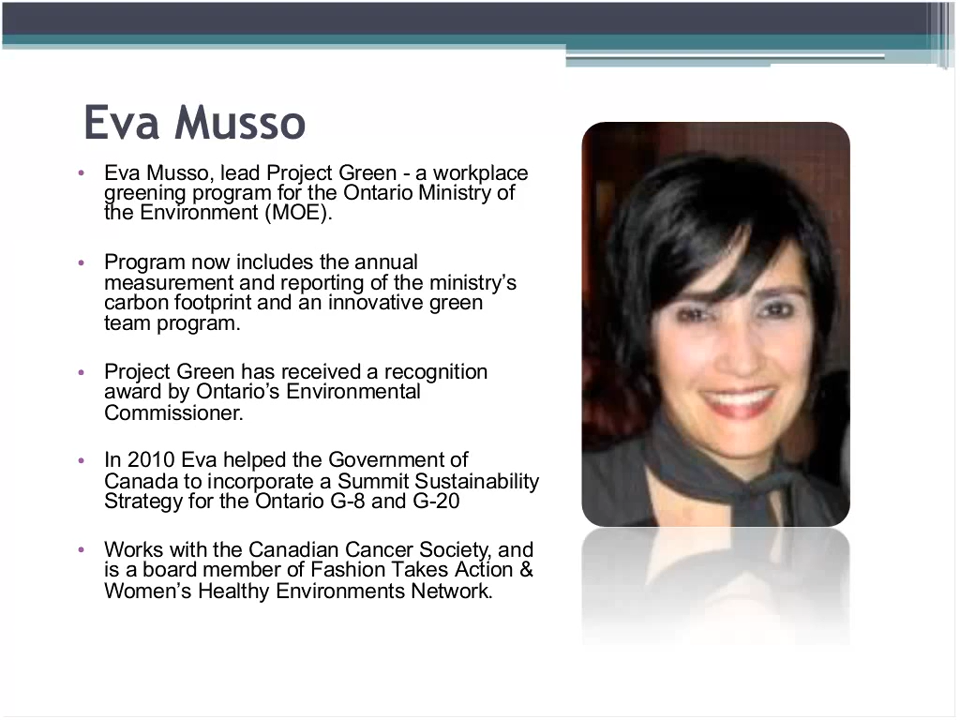 Eva Musso
• Eva Musso, lead Project Green - a workplace
greening program for the Ontario Ministry of
the Environment (MOE).
• Program now includes the annual
measurement and reporting of the ministry’s
carbon footprint and an innovative green
team program.
• Project Green has received a recognition
award by Ontario’s Environmental
Commissioner.
• In 2010 Eva helped the Government of
Canada to incorporate a Summit Sustainability
Strategy for the Ontario G-8 and G-20
• Works with the Canadian Cancer Society, and
is a board member of Fashion Takes Action &
Women’s Healthy Environments Network.